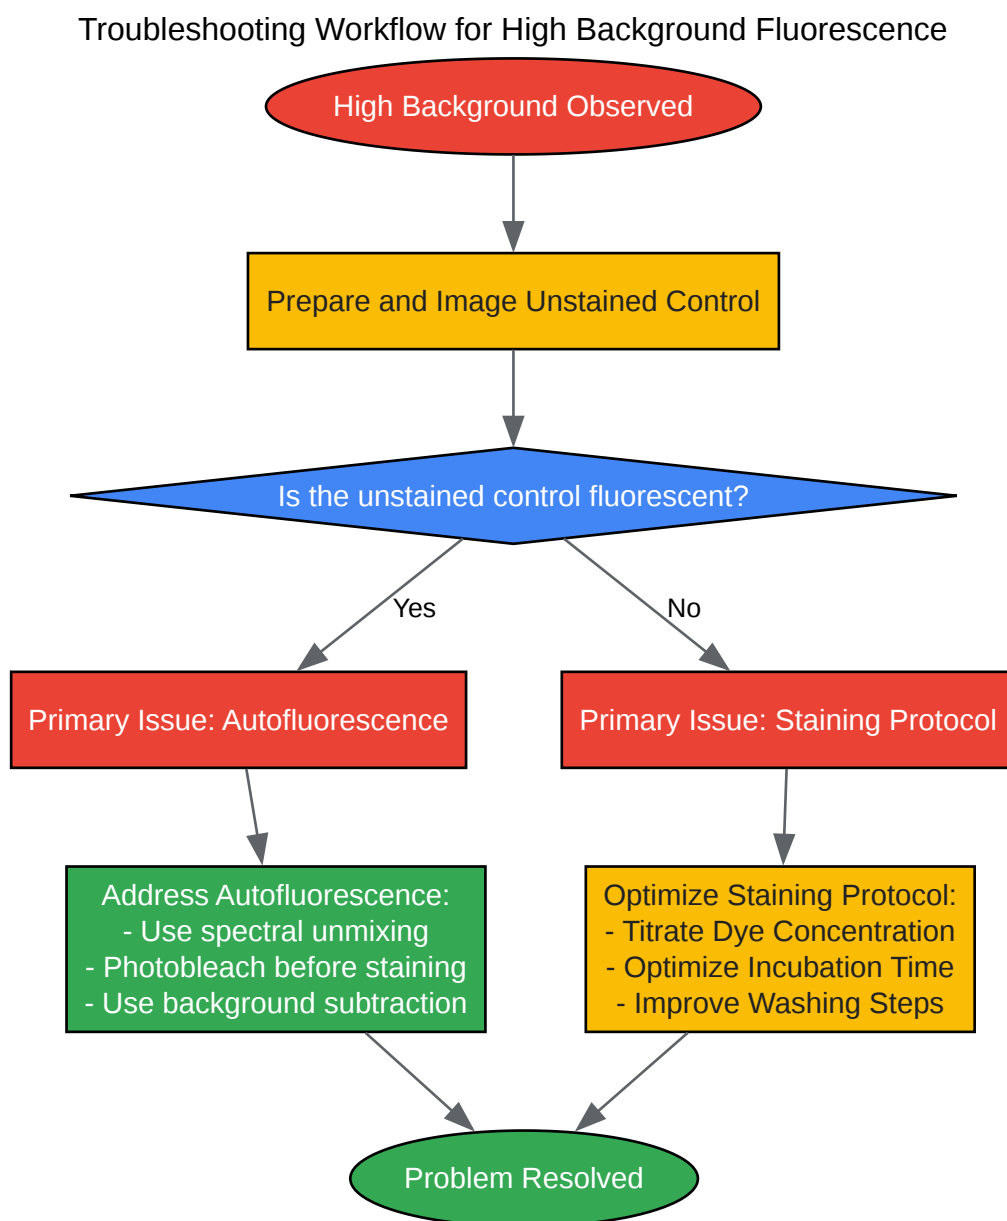 Troubleshooting Workflow for High Background Fluorescence
High Background Observed
Prepare and Image Unstained Control
Is the unstained control fluorescent?
Yes
No
Primary Issue: Autofluorescence
Primary Issue: Staining Protocol
Address Autofluorescence:
- Use spectral unmixing
- Photobleach before staining
- Use background subtraction
Optimize Staining Protocol:
- Titrate Dye Concentration
- Optimize Incubation Time
- Improve Washing Steps
Problem Resolved